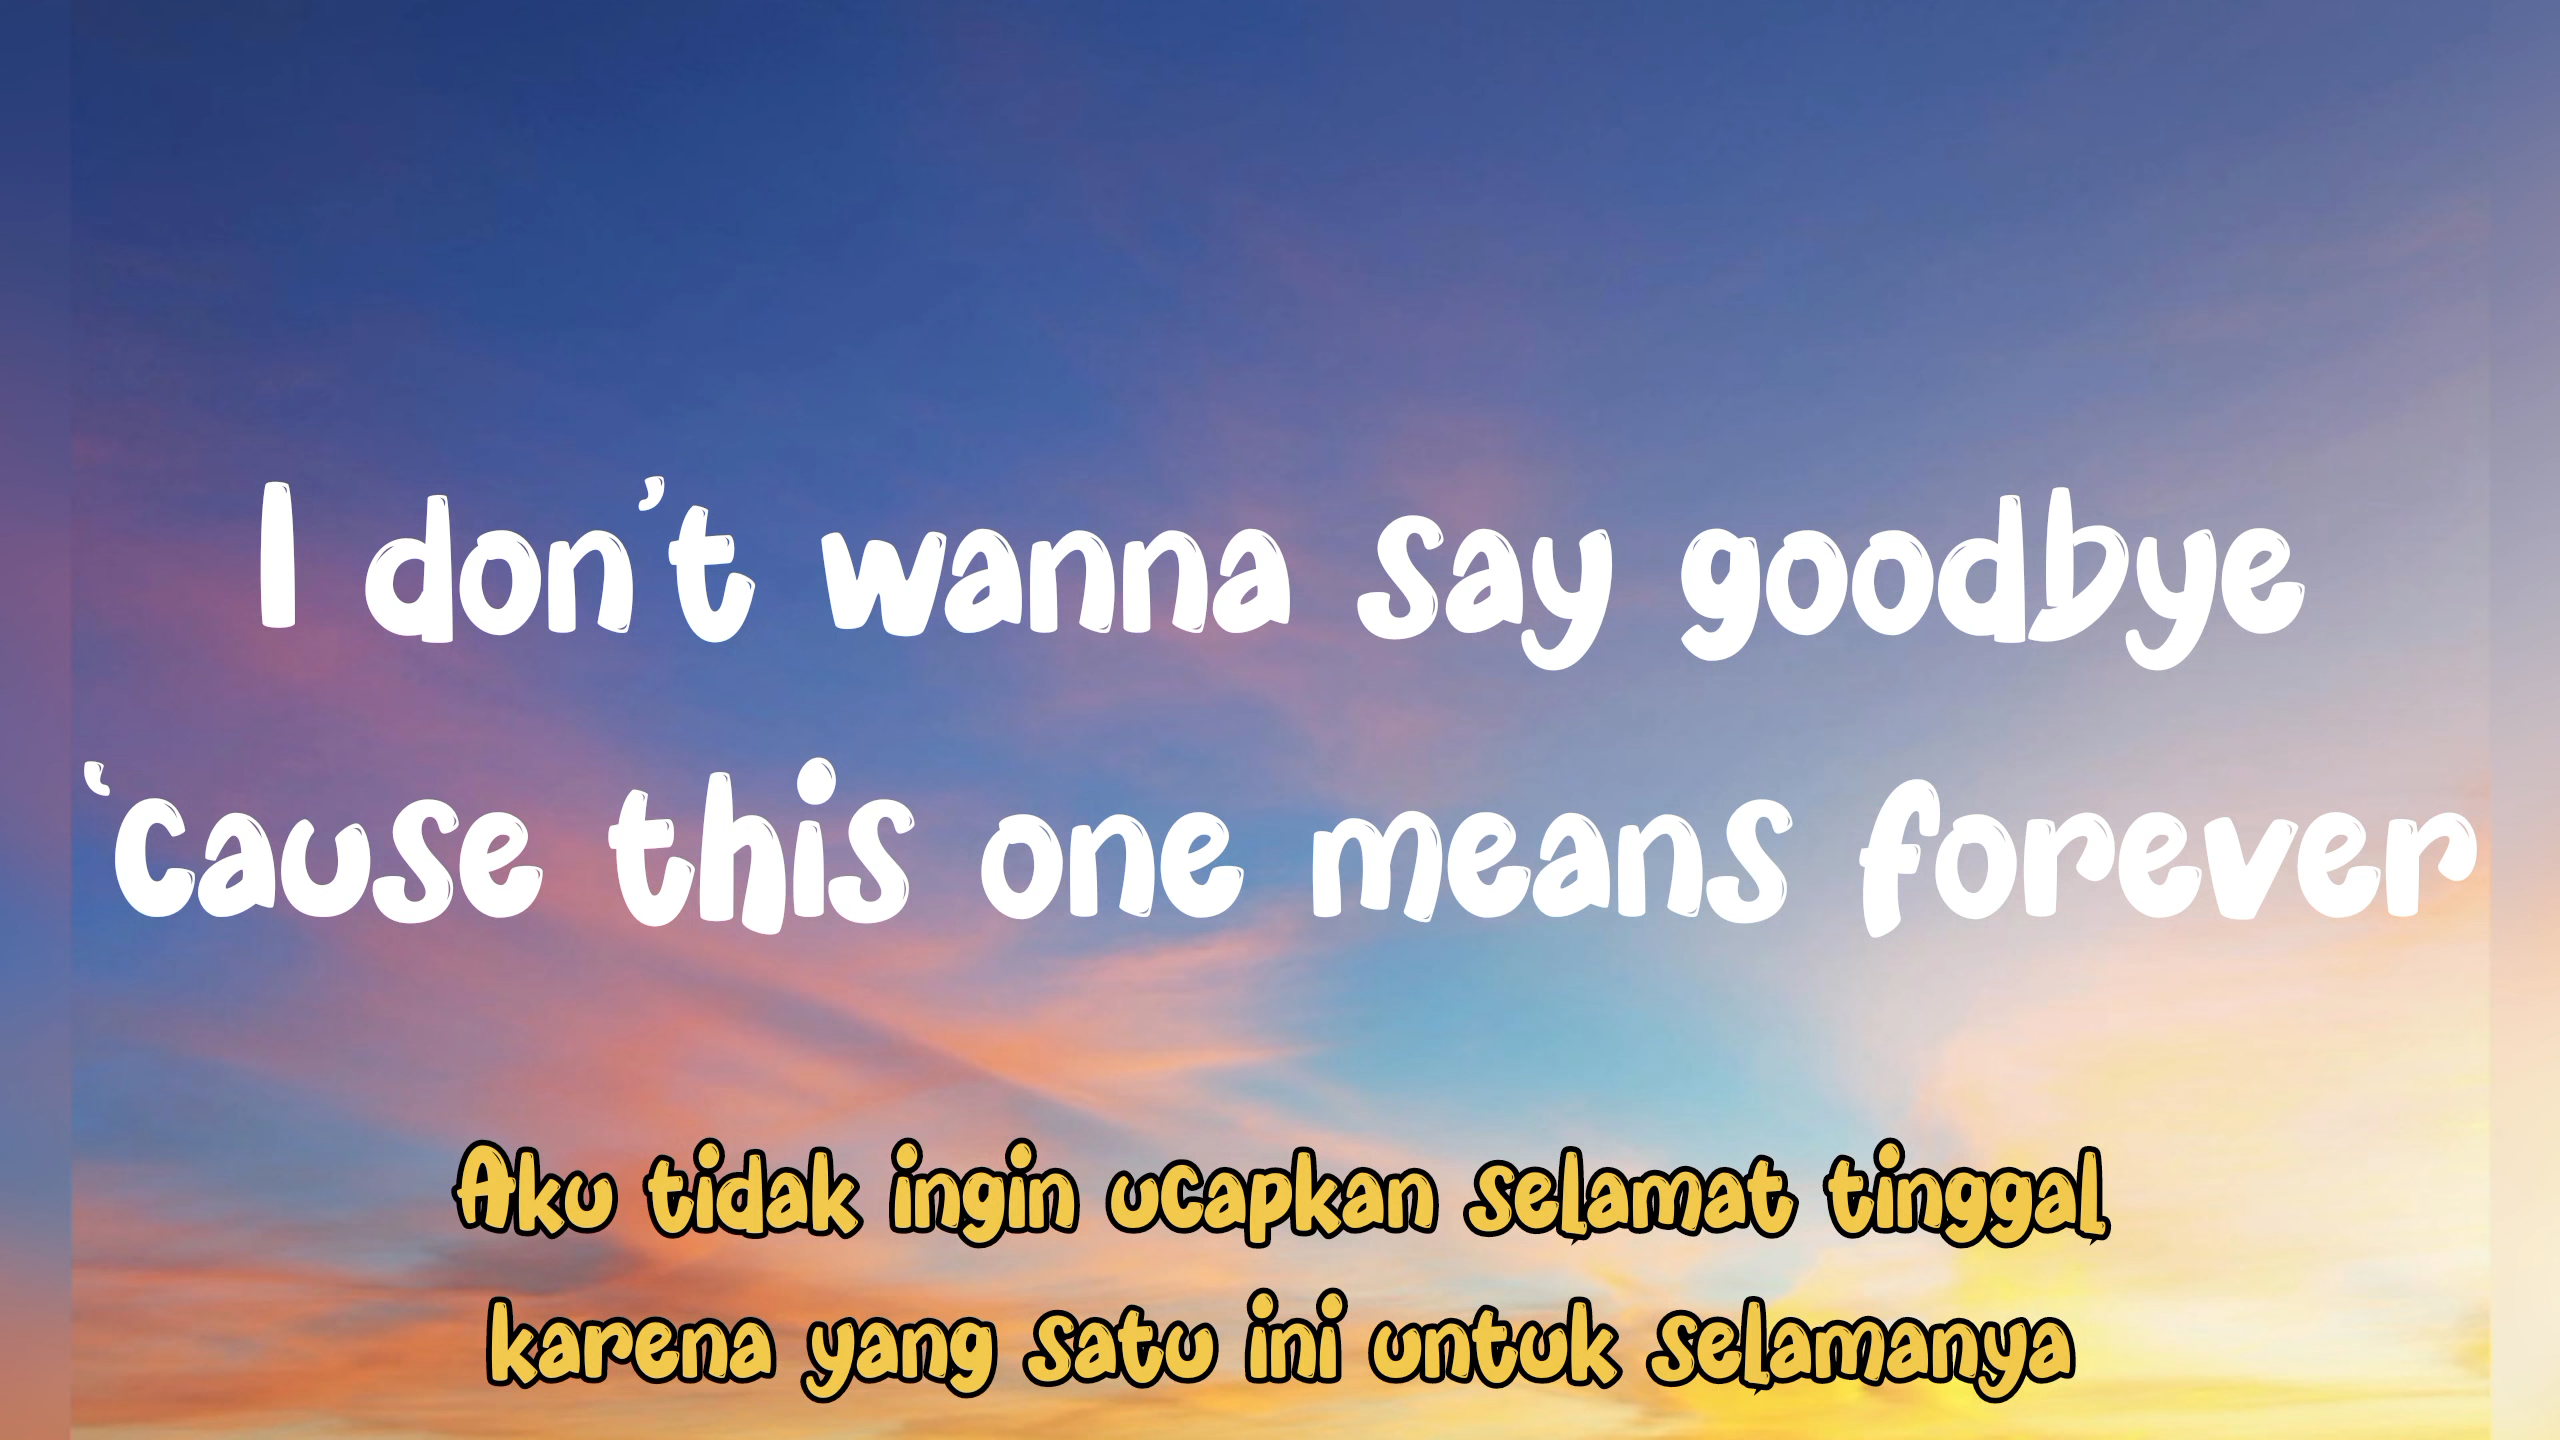 I don't wanna say goodbye
‘cause this one means forever
Aku tidak ingin ucapkan selamat tinggal
karena yang satu ini untuk selamanya